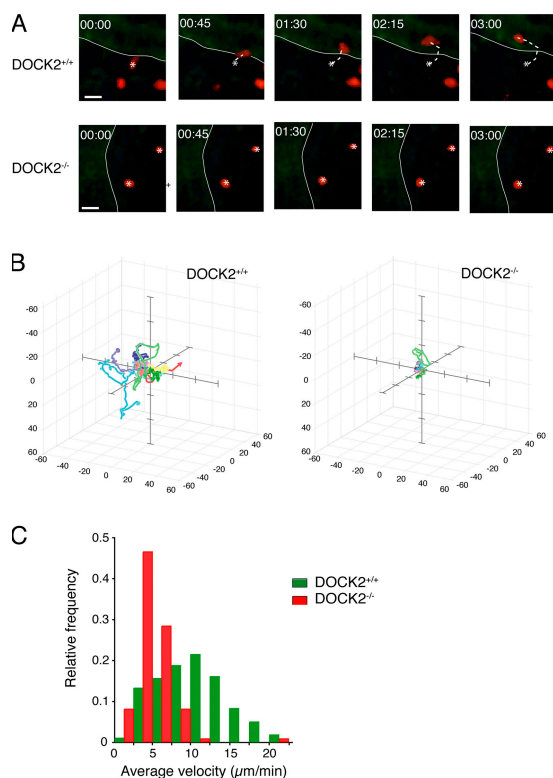 A
00:00 00:45 01:30 02:15 03:00
DOCK2+/+
00:00 00:45 01:30 02:15 03:00
DOCK2-/-
B
DOCK2+/+ DOCK2-/-
-60 -60
-40 -40
-20 -20
0 0
20 20
40 40
60 60
-60 -40 -20 0 20 40 60 -60 -40 -20 0 20 40 60
-60 -40 -20 0 20 40 60 -60 -40 -20 0 20 40 60
C
0.5
0.4
0.3
0.2
0.1
0
Relative frequency
DOCK2+/+
DOCK2-/-
0 5 10 15 20
Average velocity (µm/min)